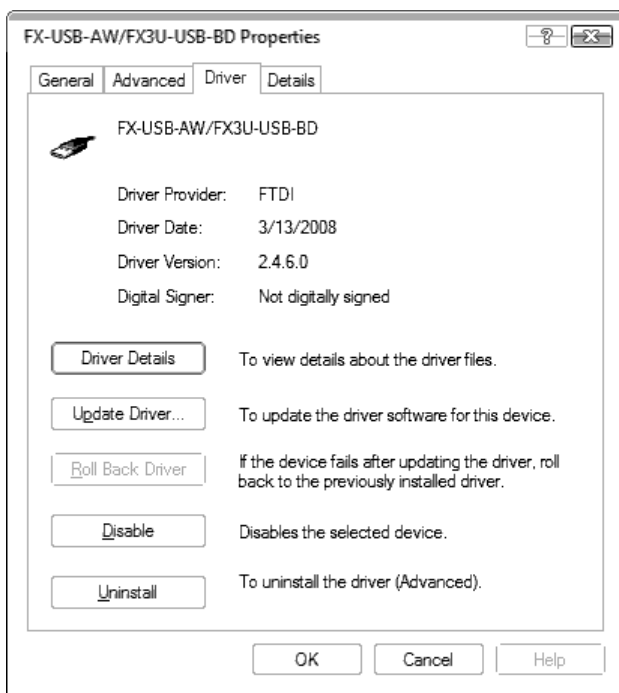 FX-USB-AW/FX3U-USB-BD Properties
General Advanced Driver Details
FX-USB-AW/FX3U-USB-BD
Driver Provider: FTDI
Driver Date: 3/13/2008
Driver Version: 2.4.6.0
Digital Signer: Not digitally signed
Driver Details To view details about the driver files.
Update Driver... To update the driver software for this device.
Roll Back Driver If the device fails after updating the driver, roll
back to the previously installed driver.
Disable Disables the selected device.
Uninstall To uninstall the driver (Advanced).
OK Cancel Help